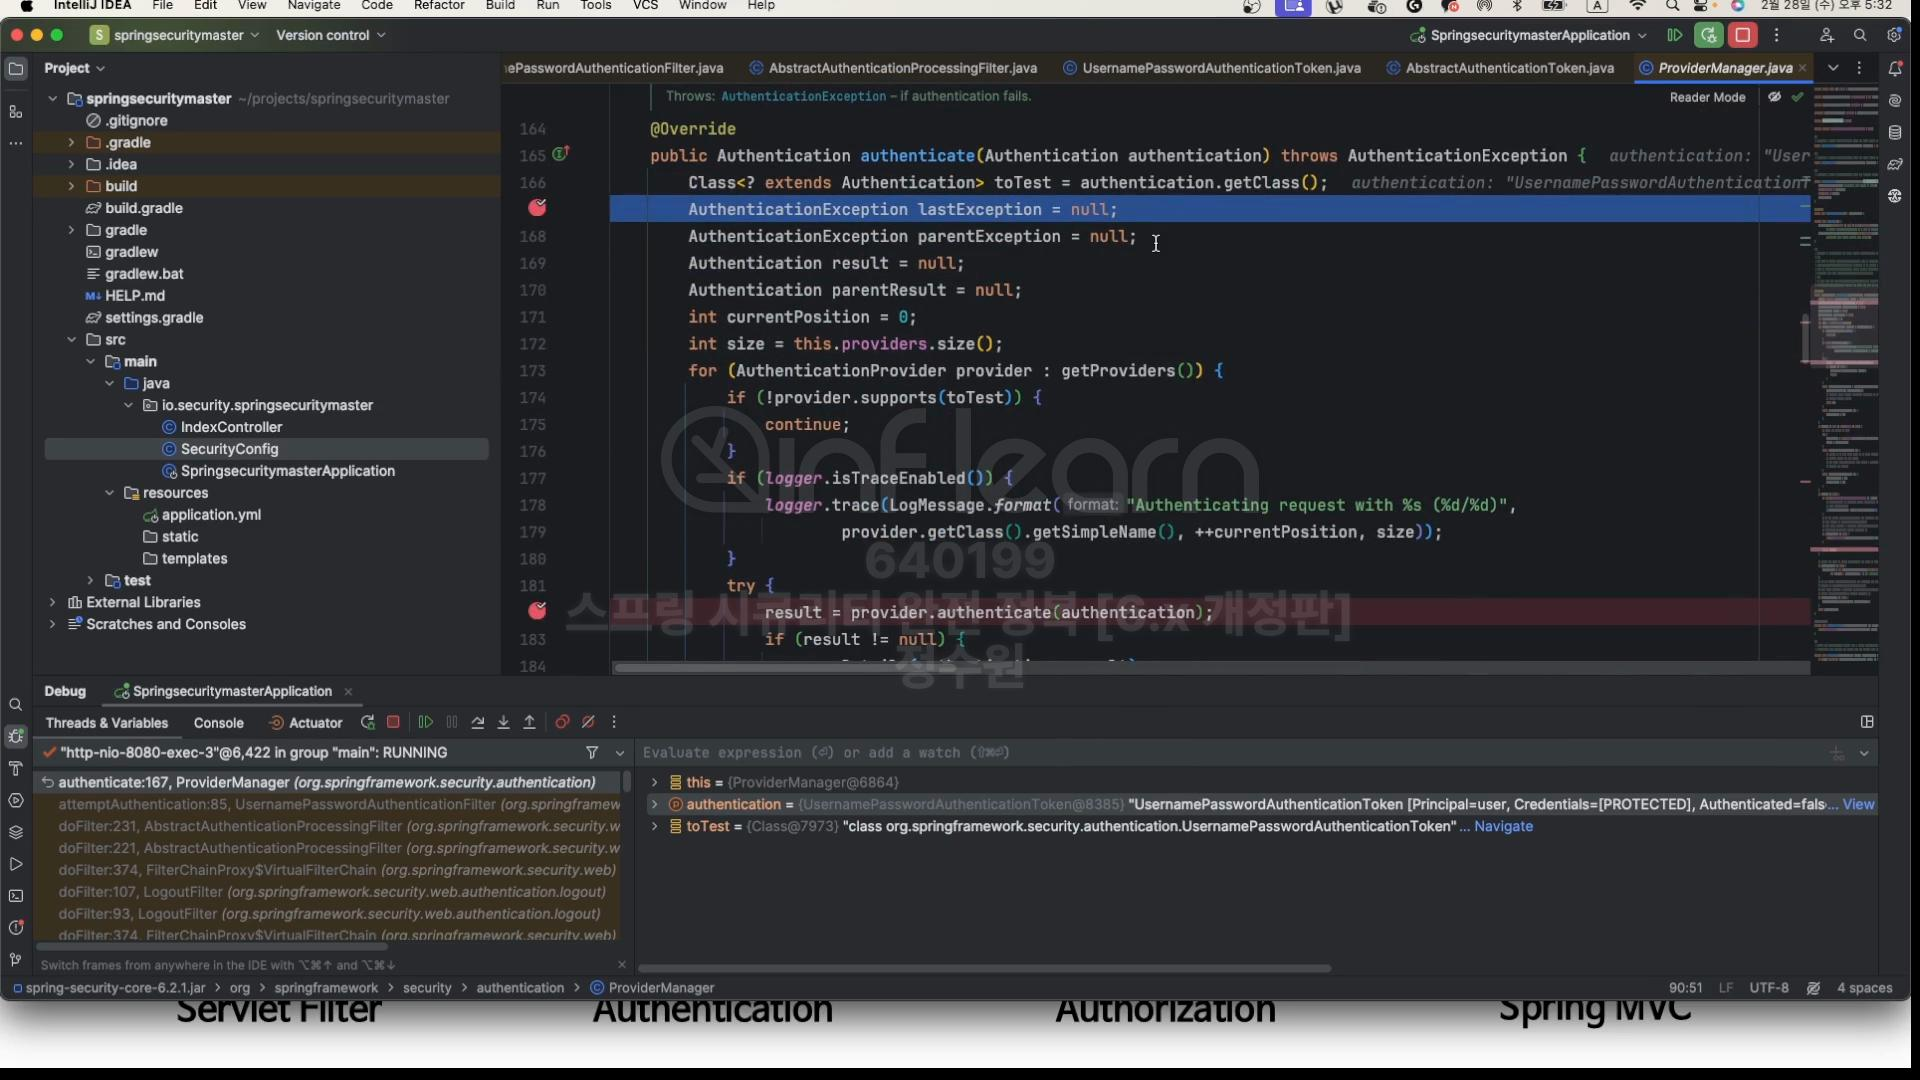 IntelliJ IDEA File Edit View Navigate Code Refactor Build Run Tools VCS Window Help
A 2월 28일 (수) 오후 5:32
S springsecuritymaster Version control SpringsecuritymasterApplication
Project
ePasswordAuthenticationFilter.java AbstractAuthenticationProcessingFilter.java UsernamePasswordAuthenticationToken.java AbstractAuthenticationToken.java ProviderManager.java
springsecuritymaster ~/projects/springsecuritymaster
.gitignore
.gradle
.idea
build
build.gradle
gradle
gradlew
gradlew.bat
M↓ HELP.md
settings.gradle
src
main
java
io.security.springsecuritymaster
IndexController
SecurityConfig
SpringsecuritymasterApplication
resources
application.yml
static
templates
test
External Libraries
Scratches and Consoles
Throws: AuthenticationException – if authentication fails.
Reader Mode
164 @Override
165 public Authentication authenticate(Authentication authentication) throws AuthenticationException { authentication: "User
166 Class<? extends Authentication> toTest = authentication.getClass(); authentication: "UsernamePasswordAuthenticationT
AuthenticationException lastException = null;
168 AuthenticationException parentException = null;
169 Authentication result = null;
170 Authentication parentResult = null;
171 int currentPosition = 0;
172 int size = this.providers.size();
173 for (AuthenticationProvider provider : getProviders()) {
174 if (!provider.supports(toTest)) {
175 continue;
176 }
177 if (logger.isTraceEnabled()) {
178 logger.trace(LogMessage.format( format: "Authenticating request with %s (%d/%d)",
179 provider.getClass().getSimpleName(), ++currentPosition, size));
180 }
181 try {
result = provider.authenticate(authentication);
183 if (result != null) {
184
inflearn
640199
스프링 시큐리티 완전 정복 [6.x 개정판]
정수원
Debug SpringsecuritymasterApplication
Threads & Variables Console Actuator
"http-nio-8080-exec-3"@6,422 in group "main": RUNNING
authenticate:167, ProviderManager (org.springframework.security.authentication)
attemptAuthentication:85, UsernamePasswordAuthenticationFilter (org.springframew
doFilter:231, AbstractAuthenticationProcessingFilter (org.springframework.security.w
doFilter:221, AbstractAuthenticationProcessingFilter (org.springframework.security.w
doFilter:374, FilterChainProxy$VirtualFilterChain (org.springframework.security.web)
doFilter:107, LogoutFilter (org.springframework.security.web.authentication.logout)
doFilter:93, LogoutFilter (org.springframework.security.web.authentication.logout)
doFilter:374, FilterChainProxy$VirtualFilterChain (org.springframework.security.web)
Switch frames from anywhere in the IDE with ⌥⌘↑ and ⌥⌘↓
Evaluate expression (⏎) or add a watch (⇧⌘⏎)
this = {ProviderManager@6864}
authentication = {UsernamePasswordAuthenticationToken@8385} "UsernamePasswordAuthenticationToken [Principal=user, Credentials=[PROTECTED], Authenticated=fals... View
toTest = {Class@7973} "class org.springframework.security.authentication.UsernamePasswordAuthenticationToken" ... Navigate
spring-security-core-6.2.1.jar > org > springframework > security > authentication > ProviderManager
90:51 LF UTF-8 4 spaces
Servlet Filter Authentication Authorization Spring MVC